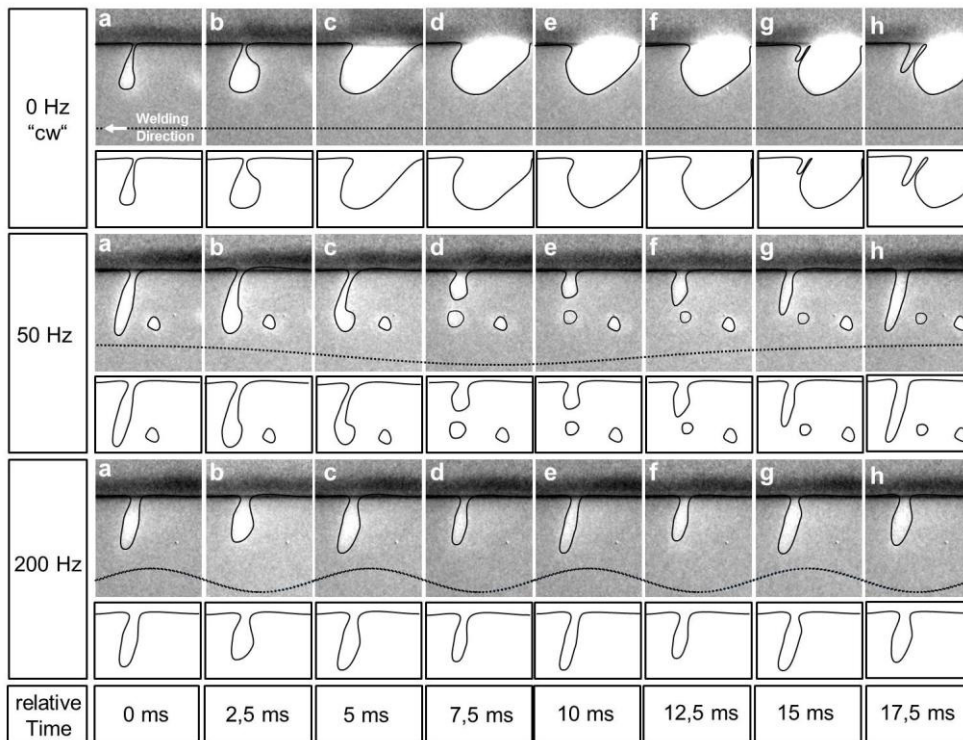 a b c d e f g h
0 Hz
“cw“
Welding
Direction
a b c d e f g h
50 Hz
a b c d e f g h
200 Hz
relative
Time
0 ms 2,5 ms 5 ms 7,5 ms 10 ms 12,5 ms 15 ms 17,5 ms